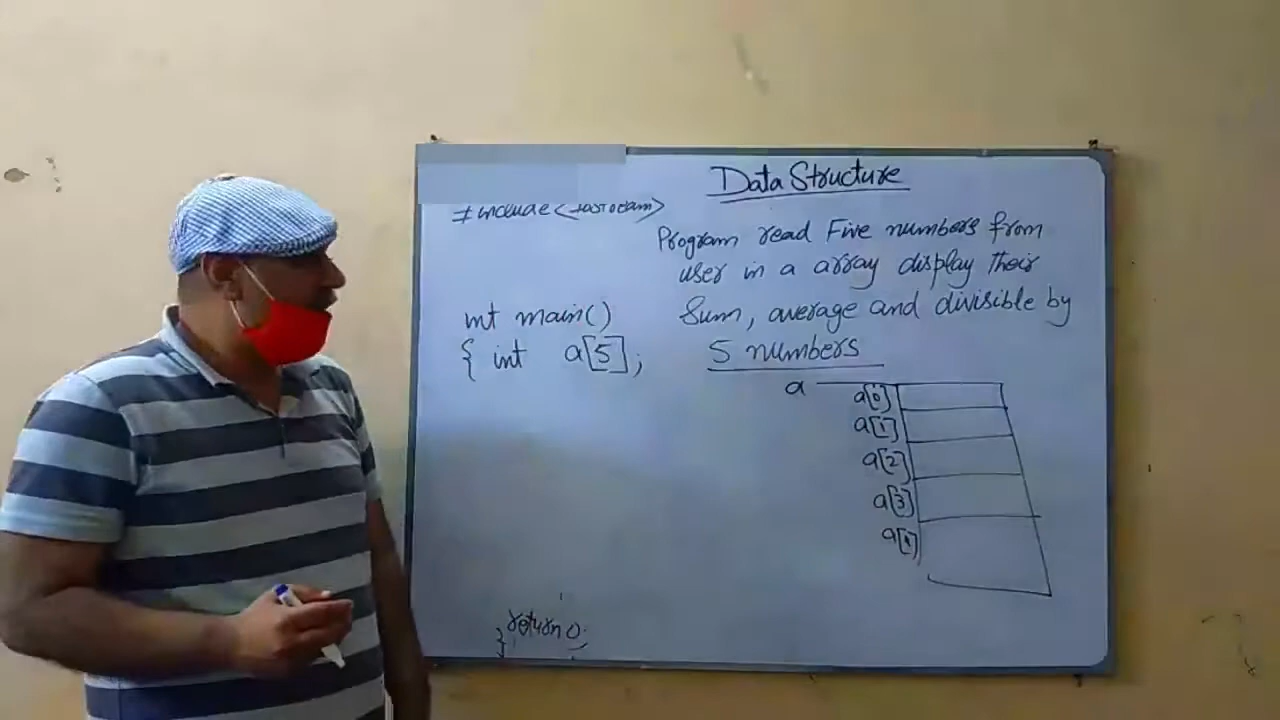 Data Structure
#include<iostream>
Program read Five numbers from
user in a array display their
Sum, average and divisible by
5 numbers
int main()
{ int a[5];
a
a[0]
a[1]
a[2]
a[3]
a[4]
return 0;
}